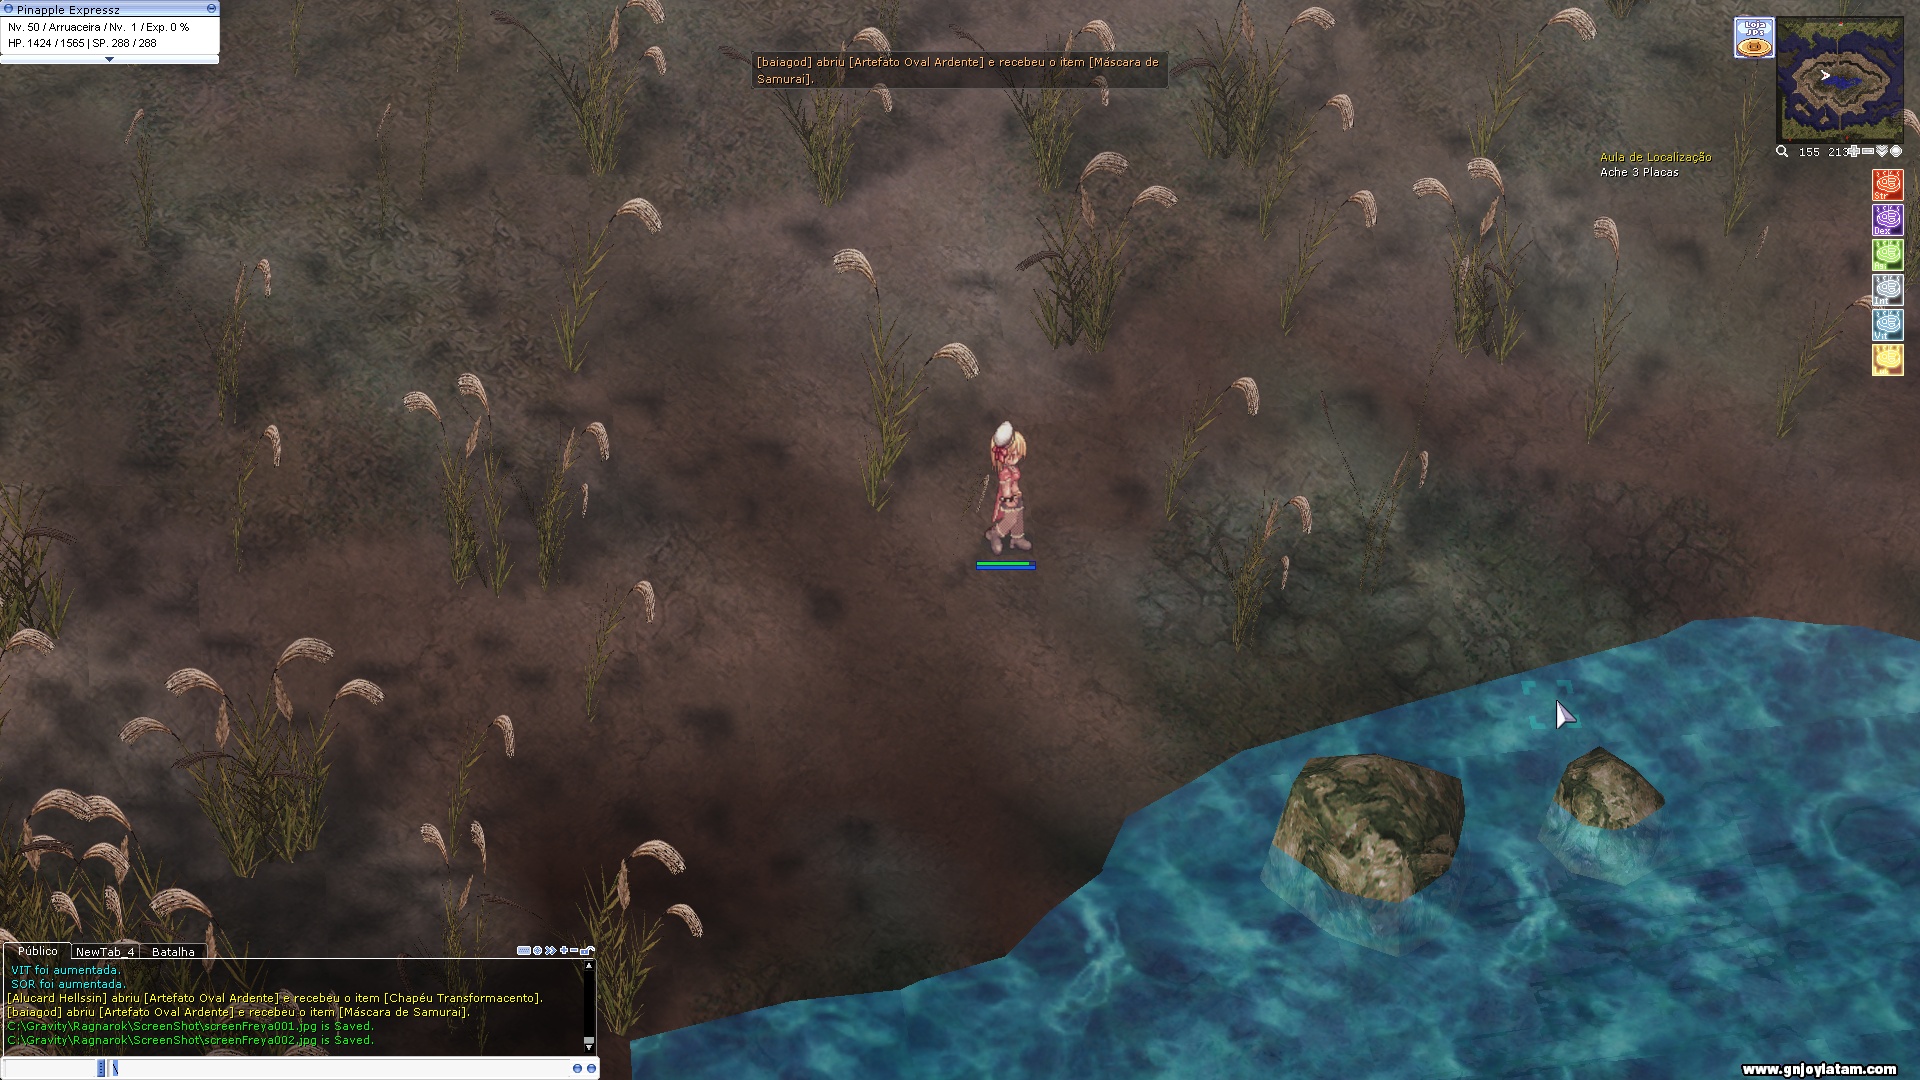 Pinapple Expressz
Nv. 50 / Arruaceira / Nv. 1 / Exp. 0 %
HP. 1424 / 1565 | SP. 288 / 288
[baiagod] abriu [Artefato Oval Ardente] e recebeu o item [Máscara de
Samurai].
Loja
155 213
Aula de Localização
Ache 3 Placas
Str
Dex
Agi
Int
Vit
Luk
Público NewTab_4 Batalha
VIT foi aumentada.
SOR foi aumentada.
[Alucard Hellssin] abriu [Artefato Oval Ardente] e recebeu o item [Chapéu Transformacento].
[baiagod] abriu [Artefato Oval Ardente] e recebeu o item [Máscara de Samurai].
C:\Gravity\Ragnarok\ScreenShot\screenFreya001.jpg is Saved.
C:\Gravity\Ragnarok\ScreenShot\screenFreya002.jpg is Saved.
\
www.gnjoylatam.com